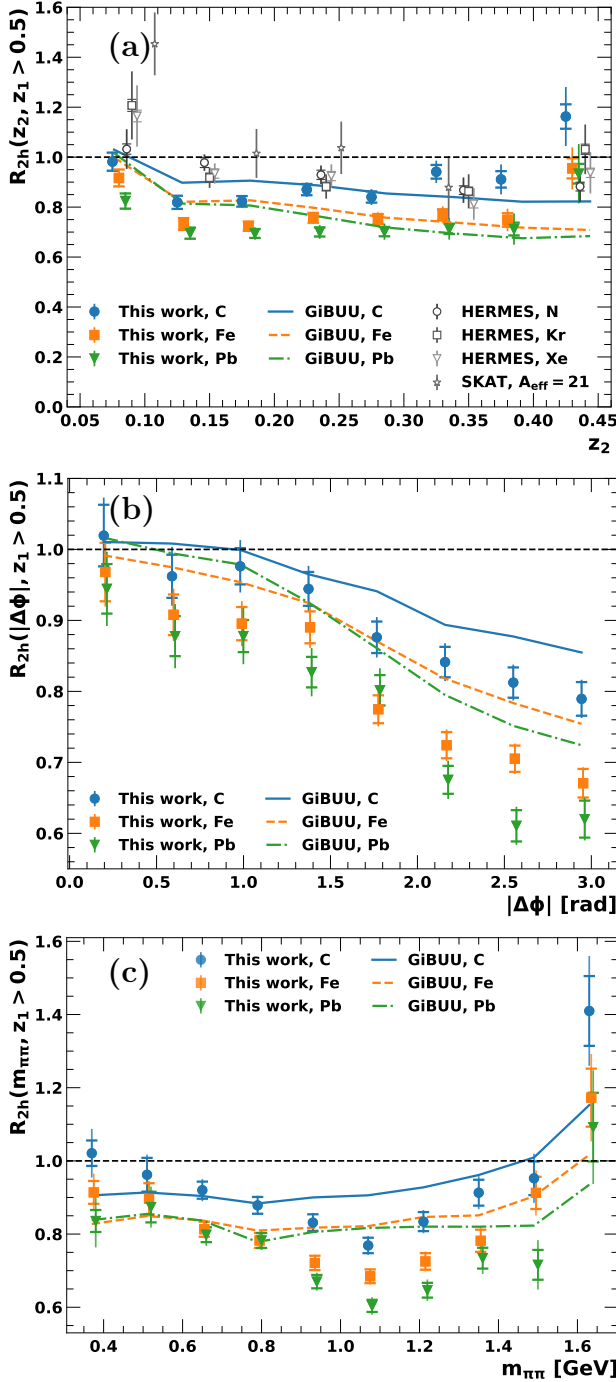 (a)
R2h(z2, z1 > 0.5)
1.6
1.4
1.2
1.0
0.8
0.6
0.4
0.2
0.0
This work, C
This work, Fe
This work, Pb
GiBUU, C
GiBUU, Fe
GiBUU, Pb
HERMES, N
HERMES, Kr
HERMES, Xe
SKAT, Aeff = 21
0.05 0.10 0.15 0.20 0.25 0.30 0.35 0.40 0.45
z2
(b)
R2h(|Δϕ|, z1 > 0.5)
1.1
1.0
0.9
0.8
0.7
0.6
This work, C
This work, Fe
This work, Pb
GiBUU, C
GiBUU, Fe
GiBUU, Pb
0.0 0.5 1.0 1.5 2.0 2.5 3.0
|Δϕ| [rad]
(c)
R2h(mππ, z1 > 0.5)
1.6
1.4
1.2
1.0
0.8
0.6
This work, C
This work, Fe
This work, Pb
GiBUU, C
GiBUU, Fe
GiBUU, Pb
0.4 0.6 0.8 1.0 1.2 1.4 1.6
mππ [GeV]